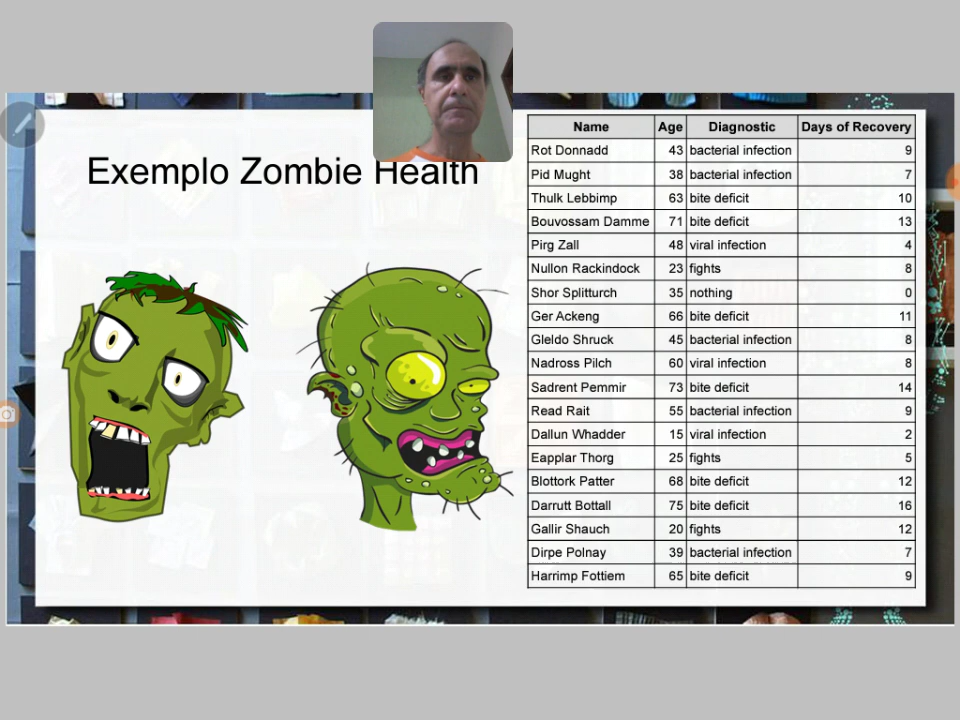 Exemplo Zombie Health
Name Age Diagnostic Days of Recovery
Rot Donnadd 43 bacterial infection 9
Pid Mught 38 bacterial infection 7
Thulk Lebbimp 63 bite deficit 10
Bouvossam Damme 71 bite deficit 13
Pirg Zall 48 viral infection 4
Nullon Rackindock 23 fights 8
Shor Splitturch 35 nothing 0
Ger Ackeng 66 bite deficit 11
Gleldo Shruck 45 bacterial infection 8
Nadross Pilch 60 viral infection 8
Sadrent Pemmir 73 bite deficit 14
Read Rait 55 bacterial infection 9
Dallun Whadder 15 viral infection 2
Eapplar Thorg 25 fights 5
Blottork Patter 68 bite deficit 12
Darrutt Bottall 75 bite deficit 16
Gallir Shauch 20 fights 12
Dirpe Polnay 39 bacterial infection 7
Harrimp Fottiem 65 bite deficit 9